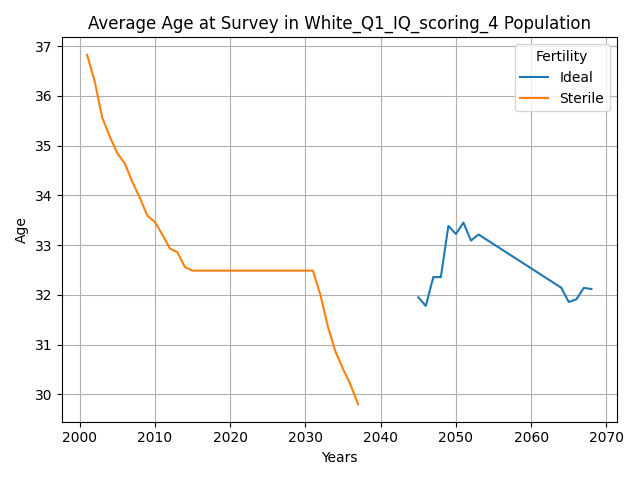 Average Age at Survey in White_Q1_IQ_scoring_4 Population
Fertility
Ideal
Sterile
37
36
35
34
33
32
31
30
Age
2000 2010 2020 2030 2040 2050 2060 2070
Years